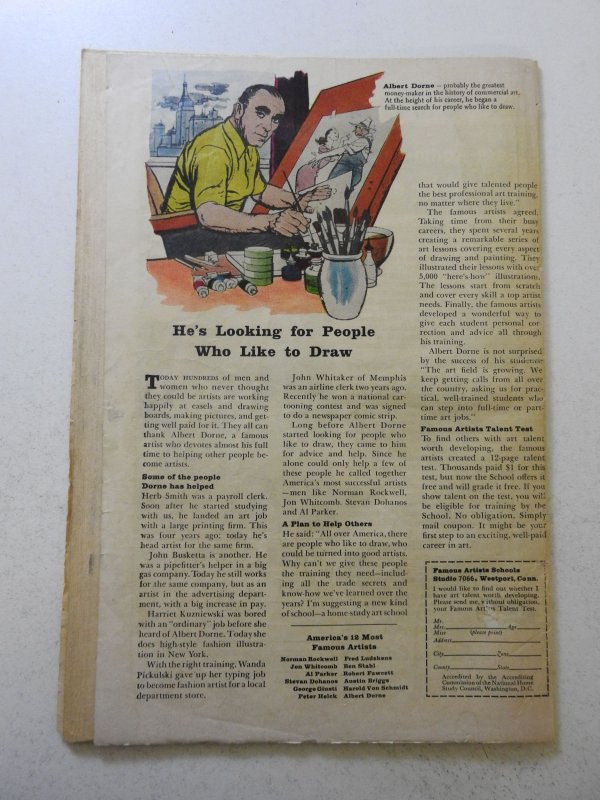 Albert Dorne — probably the greatest
money-maker in the history of commercial art.
At the height of his career, he began a
full-time search for people who like to draw.
He's Looking for People
Who Like to Draw
TODAY HUNDREDS of men and
women who never thought
they could be artists are working
happily at easels and drawing
boards, making pictures, and get-
ting well paid for it. They all can
thank Albert Dorne, a famous
artist who devotes almost his full
time to helping other people be-
come artists.
Some of the people
Dorne has helped
Herb Smith was a payroll clerk.
Soon after he started studying
with us, he landed an art job
with a large printing firm. This
was four years ago; today he's
head artist for the same firm.
John Busketta is another. He
was a pipefitter's helper in a big
gas company. Today he still works
for the same company, but as an
artist in the advertising depart-
ment, with a big increase in pay.
Harriet Kuzniewski was bored
with an "ordinary" job before she
heard of Albert Dorne. Today she
does high-style fashion illustra-
tion in New York.
With the right training, Wanda
Pickulski gave up her typing job
to become fashion artist for a local
department store.
John Whitaker of Memphis
was an airline clerk two years ago.
Recently he won a national car-
tooning contest and was signed
to do a newspaper comic strip.
Long before Albert Dorne
started looking for people who
like to draw, they came to him
for advice and help. Since he
alone could only help a few of
these people he called together
America's most successful artists
—men like Norman Rockwell,
Jon Whitcomb, Stevan Dohanos
and Al Parker.
A Plan to Help Others
He said: "All over America, there
are people who like to draw, who
could be turned into good artists.
Why can't we give these people
the training they need—includ-
ing all the trade secrets and
know-how we've learned over the
years? I'm suggesting a new kind
of school—a home-study art school
America's 12 Most
Famous Artists
Norman Rockwell Fred Ludekens
Jon Whitcomb Ben Stahl
Al Parker Robert Fawcett
Stevan Dohanos Austin Briggs
George Giusti Harold Von Schmidt
Peter Helck Albert Dorne
that would give talented people
the best professional art training,
no matter where they live."
The famous artists agreed.
Taking time from their busy
careers, they spent several years
creating a remarkable series of
art lessons covering every aspect
of drawing and painting. They
illustrated their lessons with over
5,000 "here's-how" illustrations.
The lessons start from scratch
and cover every skill a top artist
needs. Finally, the famous artists
developed a wonderful way to
give each student personal cor-
rection and advice all through
his training.
Albert Dorne is not surprised
by the success of his students:
"The art field is growing. We
keep getting calls from all over
the country, asking us for prac-
tical, well-trained students who
can step into full-time or part-
time art jobs."
Famous Artists Talent Test
To find others with art talent
worth developing, the famous
artists created a 12-page talent
test. Thousands paid $1 for this
test, but now the School offers it
free and will grade it free. If you
show talent on the test, you will
be eligible for training by the
School. No obligation. Simply
mail coupon. It might be your
first step to an exciting, well-paid
career in art.
Famous Artists Schools
Studio 7066, Westport, Conn.
I would like to find out whether I
have art talent worth developing.
Please send me, without obligation,
your Famous Artists Talent Test.
Mr.
Mrs. Age
Miss (please print)
Address
City Zone
County State
Accredited by the Accrediting
Commission of the National Home
Study Council, Washington, D.C.